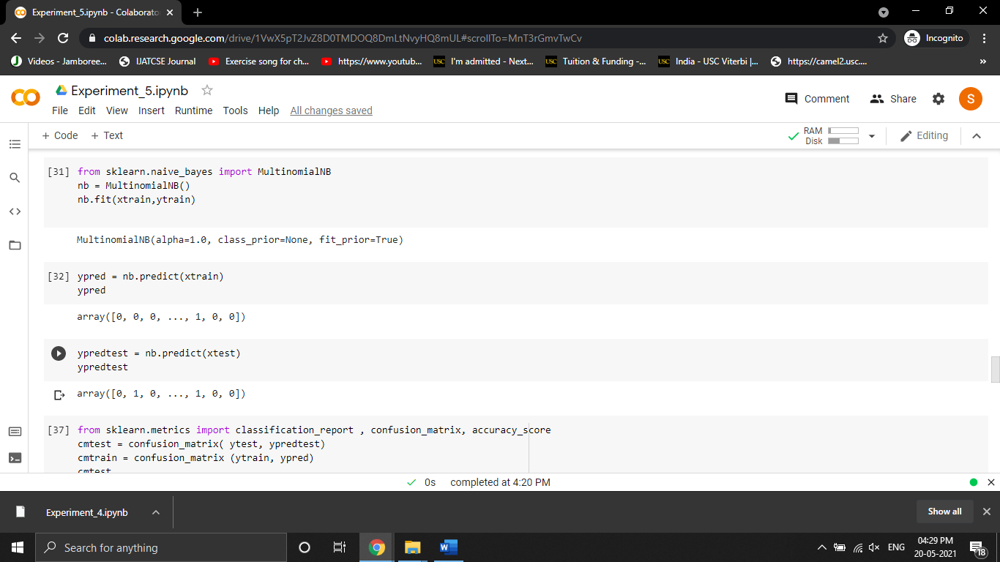 Experiment_5.ipynb - Colaborato
colab.research.google.com/drive/1VwX5pT2JvZ8D0TMDOQ8DmLtNvyHQ8mUL#scrollTo=MnT3rGmvTwCv
Incognito
Videos - Jamboree... IJATCSE Journal Exercise song for ch... https://www.youtub... USC I'm admitted - Next... USC Tuition & Funding -... USC India - USC Viterbi |... https://camel2.usc.... »
Experiment_5.ipynb
Comment Share S
File Edit View Insert Runtime Tools Help All changes saved
+ Code + Text
RAM
Disk
Editing
[31] from sklearn.naive_bayes import MultinomialNB
nb = MultinomialNB()
nb.fit(xtrain,ytrain)
MultinomialNB(alpha=1.0, class_prior=None, fit_prior=True)
[32] ypred = nb.predict(xtrain)
ypred
array([0, 0, 0, ..., 1, 0, 0])
ypredtest = nb.predict(xtest)
ypredtest
array([0, 1, 0, ..., 1, 0, 0])
[37] from sklearn.metrics import classification_report , confusion_matrix, accuracy_score
cmtest = confusion_matrix( ytest, ypredtest)
cmtrain = confusion_matrix (ytrain, ypred)
cmtest
0s completed at 4:20 PM
Experiment_4.ipynb
Show all
Search for anything
W
ENG
04:29 PM
20-05-2021
18